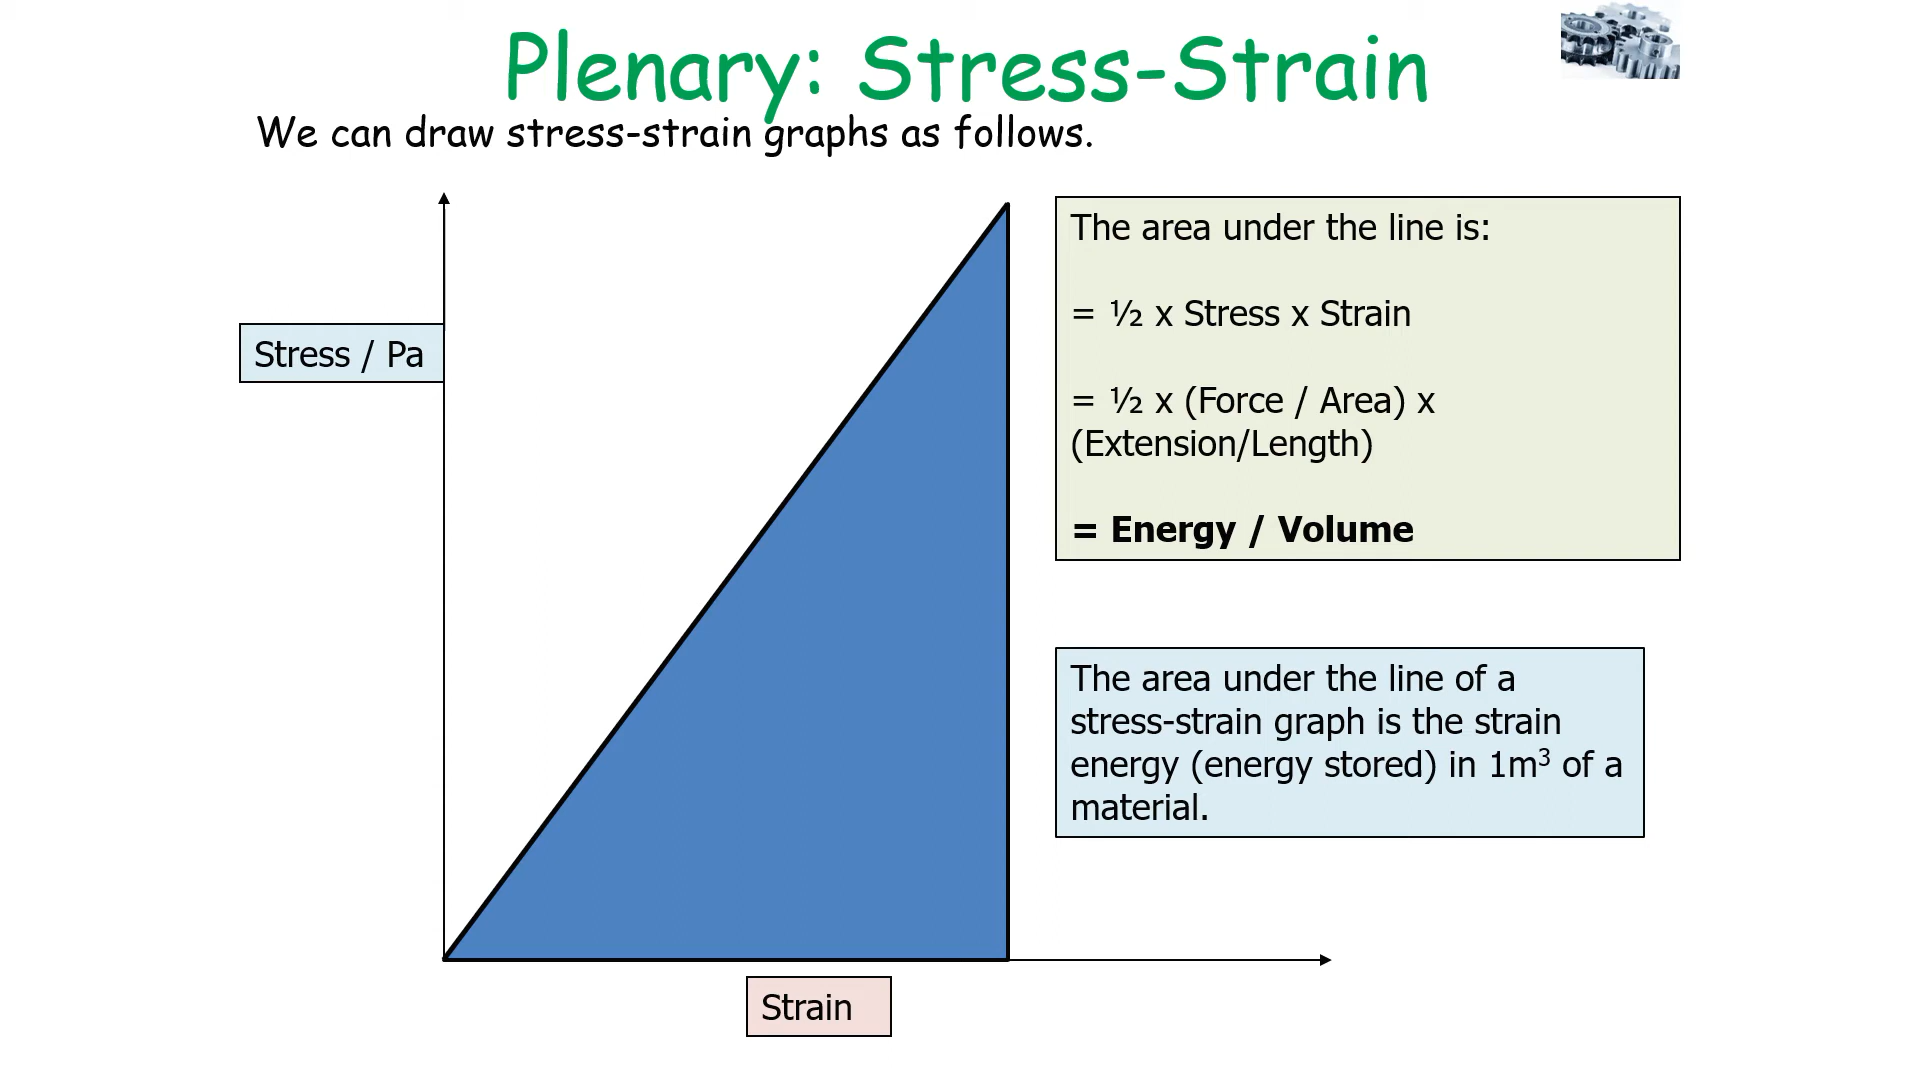 Plenary: Stress-Strain
We can draw stress-strain graphs as follows.
Stress / Pa
The area under the line is:
= ½ x Stress x Strain
= ½ x (Force / Area) x
(Extension/Length)
= Energy / Volume
The area under the line of a
stress-strain graph is the strain
energy (energy stored) in 1m³ of a
material.
Strain